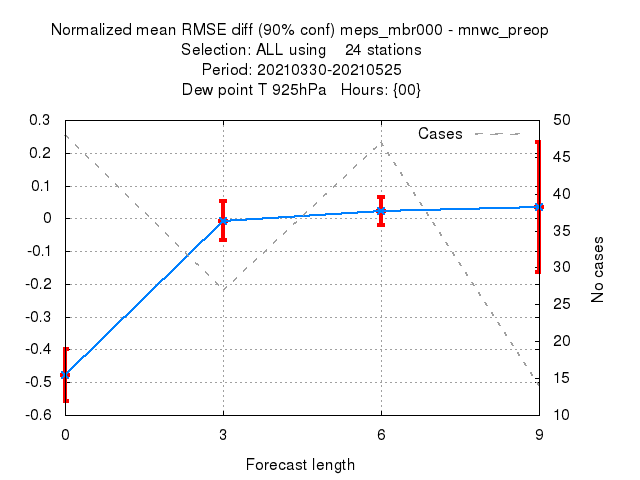 Normalized mean RMSE diff (90% conf) meps_mbr000 - mnwc_preop
Selection: ALL using    24 stations
Period: 20210330-20210525
Dew point T 925hPa   Hours: {00}
0.3
0.2
0.1
0
-0.1
-0.2
-0.3
-0.4
-0.5
-0.6
Cases
50
45
40
35
30
25
20
15
10
No cases
0 3 6 9
Forecast length